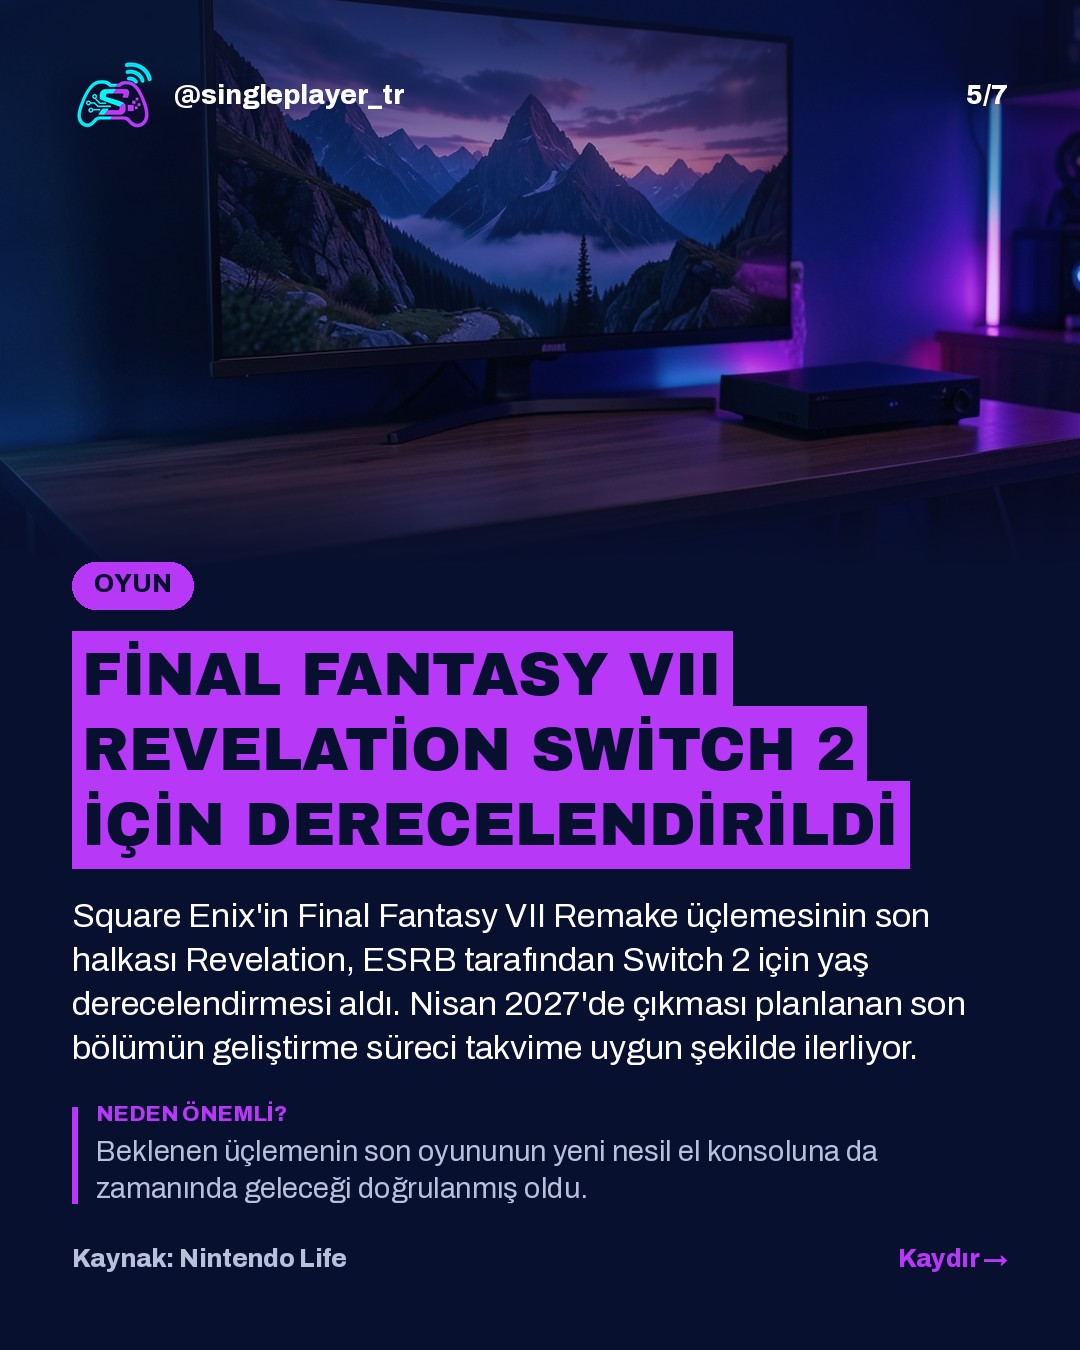 @singleplayer_tr
5/7
OYUN
FİNAL FANTASY VII
REVELATİON SWİTCH 2
İÇİN DERECELENDİRİLDİ
Square Enix'in Final Fantasy VII Remake üçlemesinin son
halkası Revelation, ESRB tarafından Switch 2 için yaş
derecelendirmesi aldı. Nisan 2027'de çıkması planlanan son
bölümün geliştirme süreci takvime uygun şekilde ilerliyor.
NEDEN ÖNEMLİ?
Beklenen üçlemenin son oyununun yeni nesil el konsoluna da
zamanında geleceği doğrulanmış oldu.
Kaynak: Nintendo Life
Kaydır→